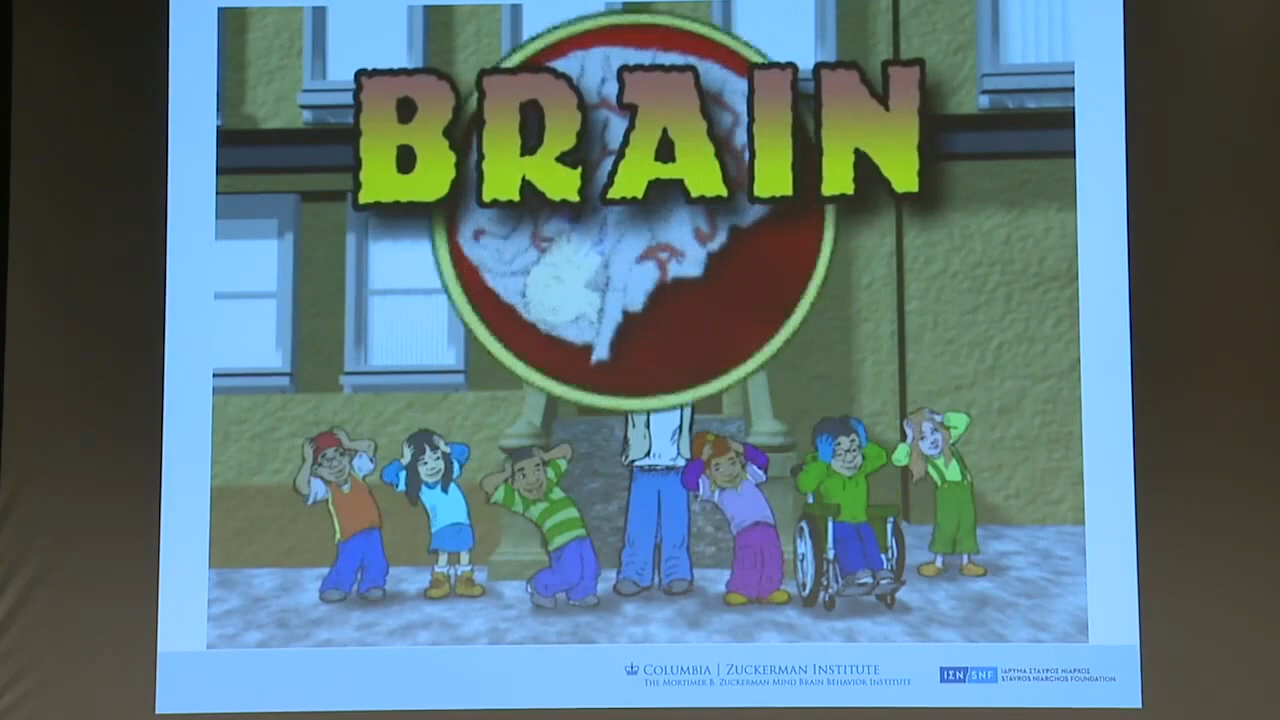 BRAIN
COLUMBIA | ZUCKERMAN INSTITUTE
THE MORTIMER B. ZUCKERMAN MIND BRAIN BEHAVIOR INSTITUTE
ΙΣΝ/SNF
ΙΔΡΥΜΑ ΣΤΑΥΡΟΣ ΝΙΑΡΧΟΣ
STAVROS NIARCHOS FOUNDATION